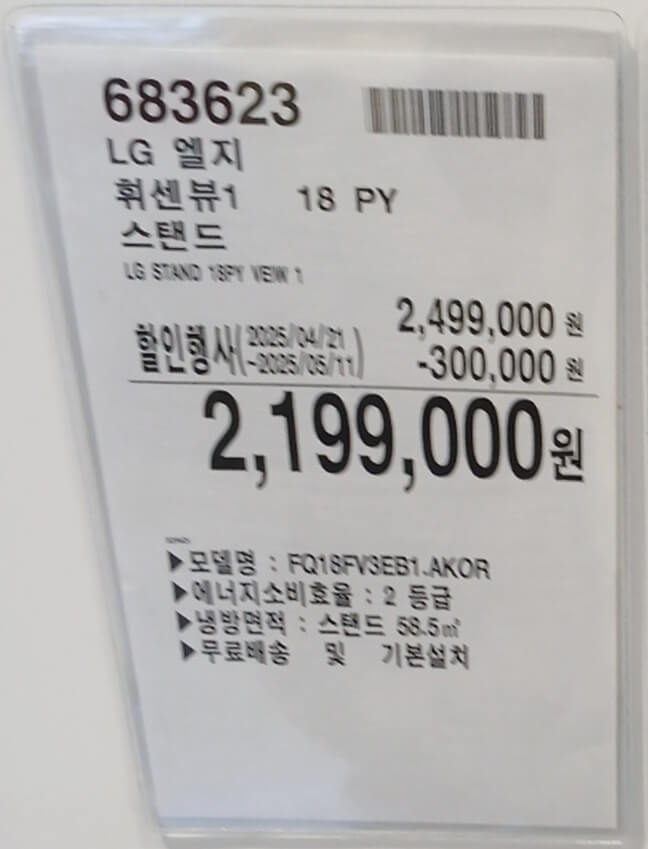 683623
LG 엘지
휘센뷰1 18 PY
스탠드
LG STAND 18PY VEIW 1
2,499,000 원
할인행사(2025/04/21 ~2025/05/11) -300,000 원
2,199,000원
▶모델명 : FQ18FV3EB1.AKOR
▶에너지소비효율 : 2 등급
▶냉방면적 : 스탠드 58.5㎡
▶무료배송 및 기본설치